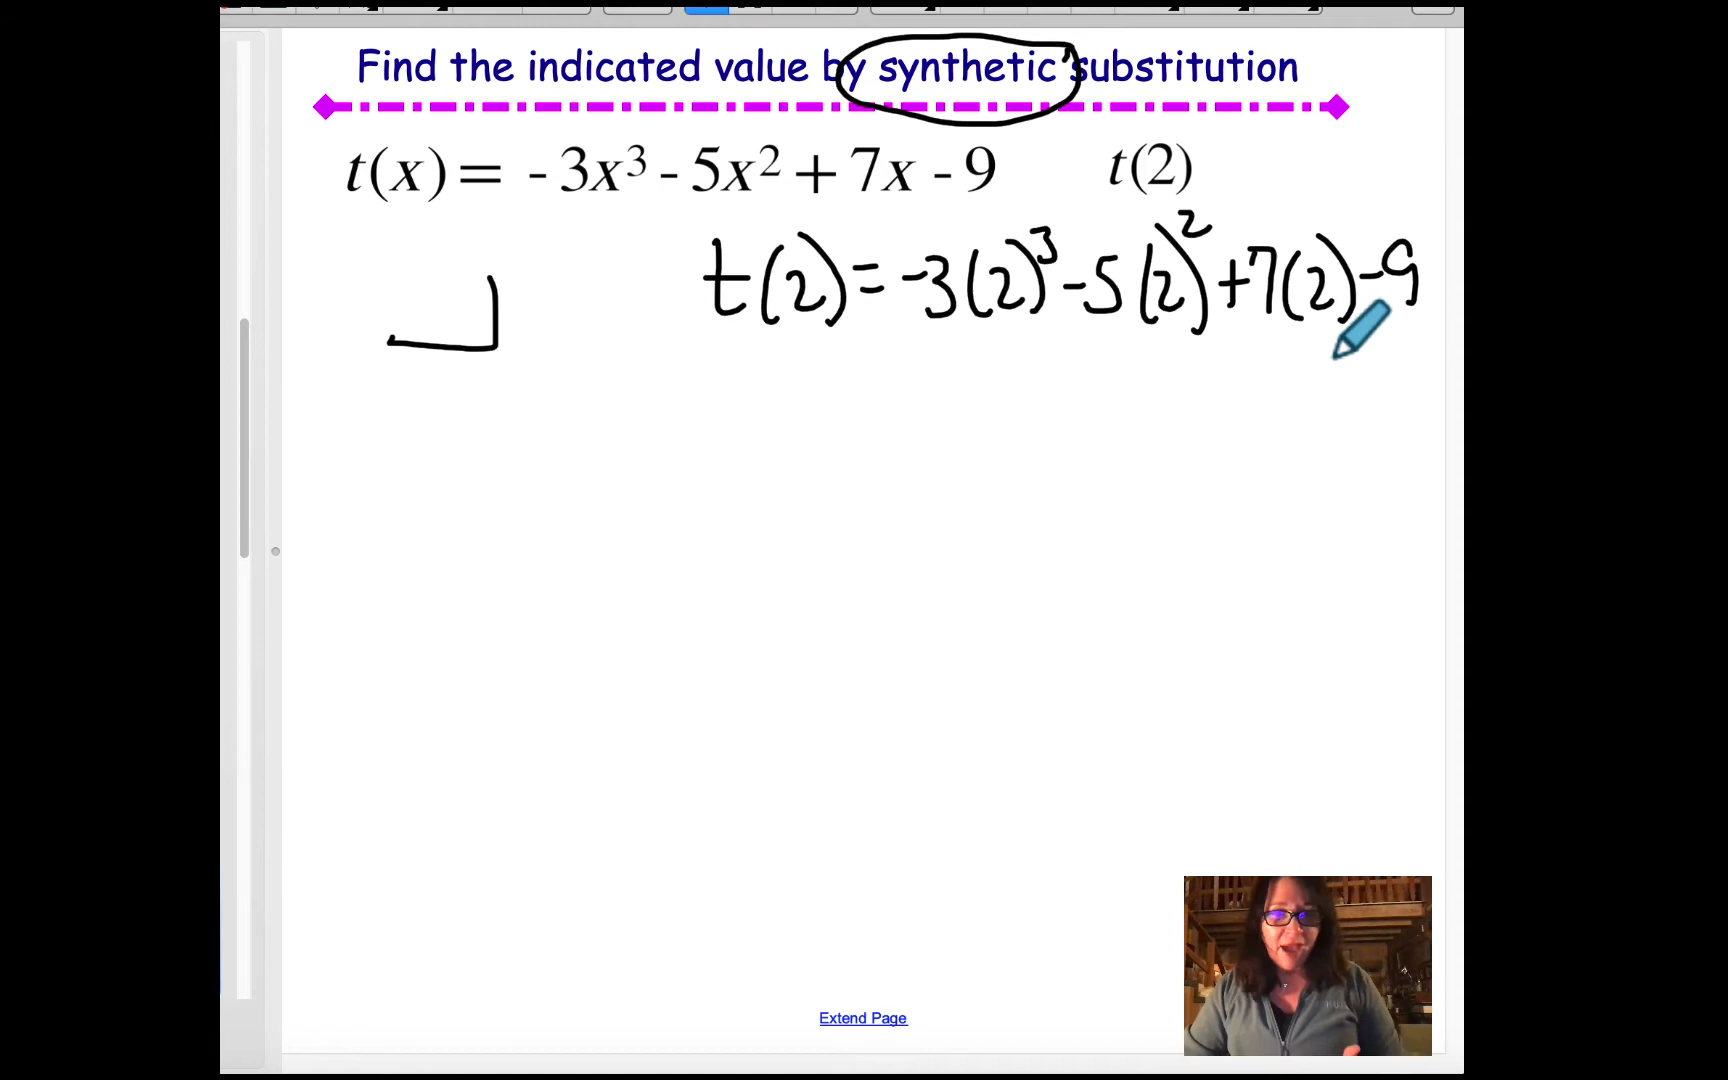 Find the indicated value by synthetic substitution
t(x) = -3x³ - 5x² + 7x - 9 t(2)
t(2) = -3(2)³ - 5(2)² + 7(2) - 9
Extend Page